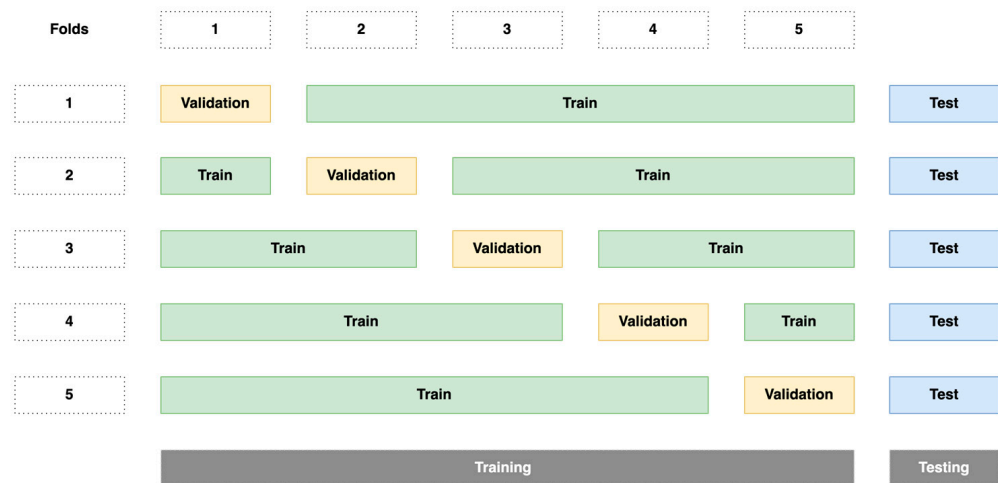 Folds 1 2 3 4 5
1 Validation Train Test
2 Train Validation Train Test
3 Train Validation Train Test
4 Train Validation Train Test
5 Train Validation Test
Training Testing